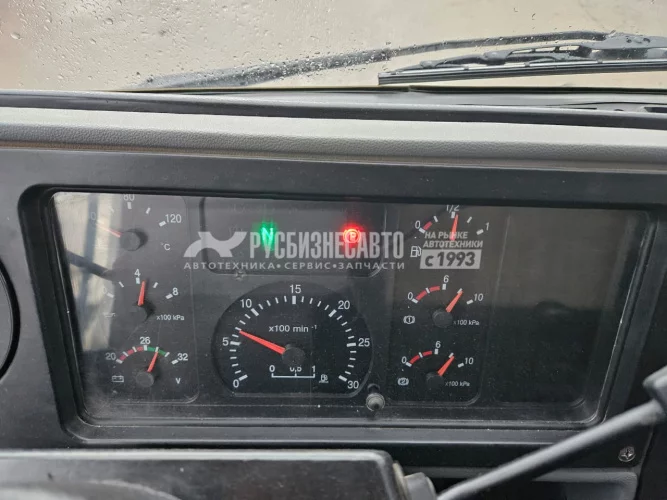 80
120
°C
4
8
x100 kPa
20
26
32
V
N
РУСБИЗНЕСАВТО
АВТОТЕХНИКА • СЕРВИС • ЗАПЧАСТИ
НА РЫНКЕ
АВТОТЕХНИКИ
с 1993
x100 min⁻¹
0
5
10
15
20
25
30
0 0,5 1
0
1/2
1
0
6
10
x100 kPa
0
6
10
x100 kPa